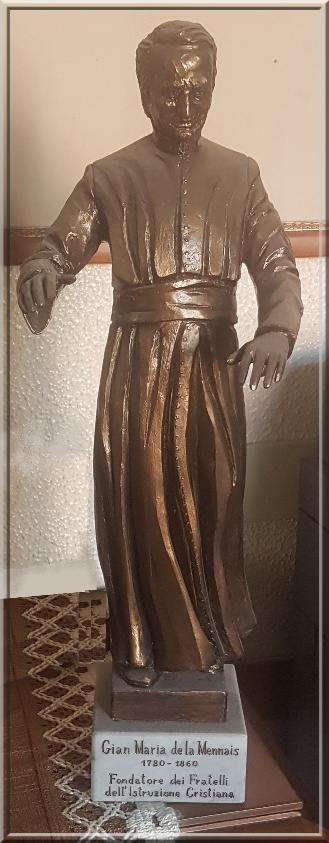 Gian Maria de la Mennais
1780 - 1860
Fondatore dei Fratelli
dell'Istruzione Cristiana